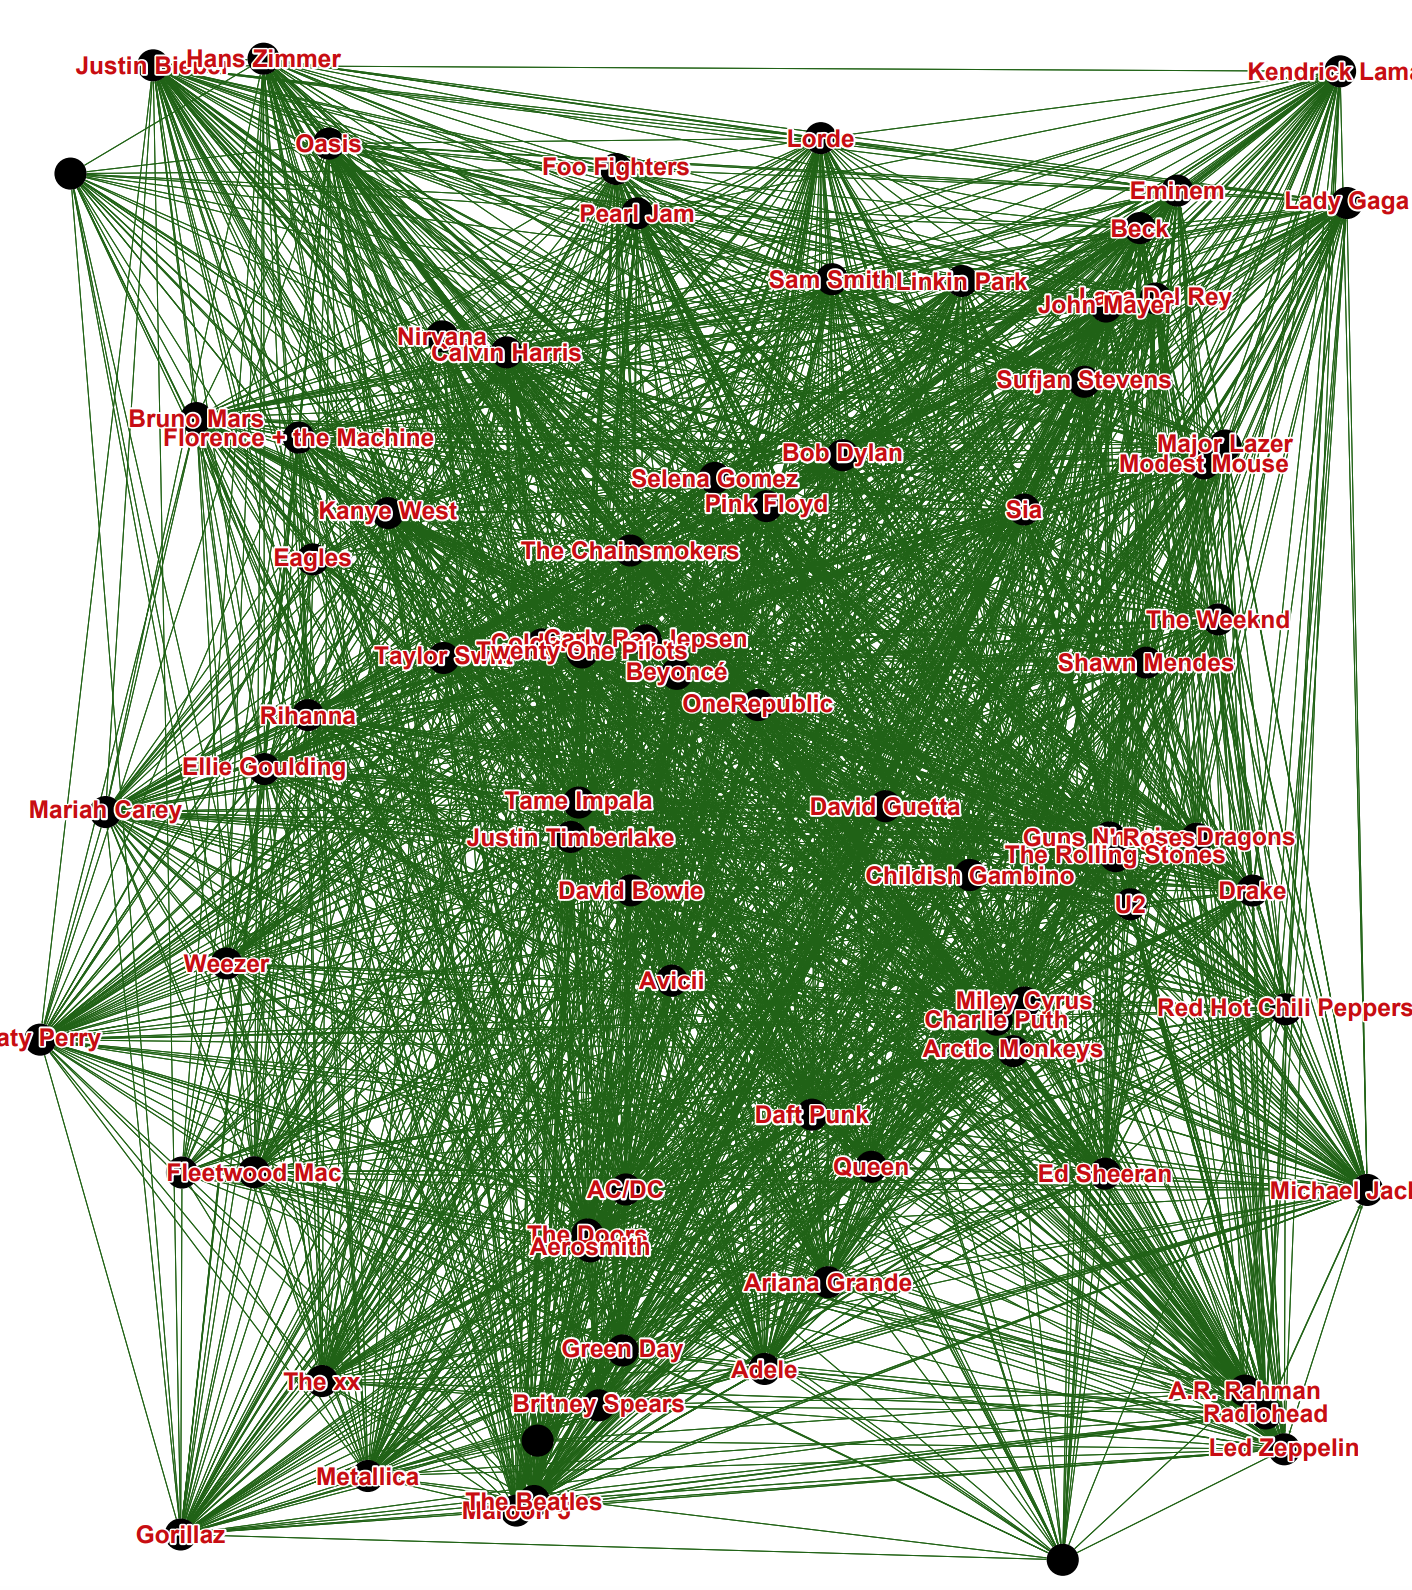 Justin Bieber
Hans Zimmer
Kendrick Lama
Oasis
Lorde
Foo Fighters
Pearl Jam
Eminem
Lady Gaga
Beck
Sam Smith
Linkin Park
Lana Del Rey
John Mayer
Nirvana
Calvin Harris
Sufjan Stevens
Bruno Mars
Florence + the Machine
Major Lazer
Modest Mouse
Bob Dylan
Selena Gomez
Pink Floyd
Kanye West
Sia
The Chainsmokers
Eagles
The Weeknd
Carly Rae Jepsen
Taylor Swift
Twenty One Pilots
Shawn Mendes
Beyoncé
OneRepublic
Rihanna
Ellie Goulding
Mariah Carey
Tame Impala
David Guetta
Justin Timberlake
Guns N' Roses
Dragons
The Rolling Stones
Childish Gambino
David Bowie
Drake
U2
Weezer
Avicii
Miley Cyrus
Red Hot Chili Peppers
Charlie Puth
aty Perry
Arctic Monkeys
Daft Punk
Queen
Fleetwood Mac
Ed Sheeran
AC/DC
Michael Jack
The Doors
Aerosmith
Ariana Grande
Green Day
Adele
The xx
A.R. Rahman
Britney Spears
Radiohead
Led Zeppelin
Metallica
The Beatles
Maroon 5
Gorillaz